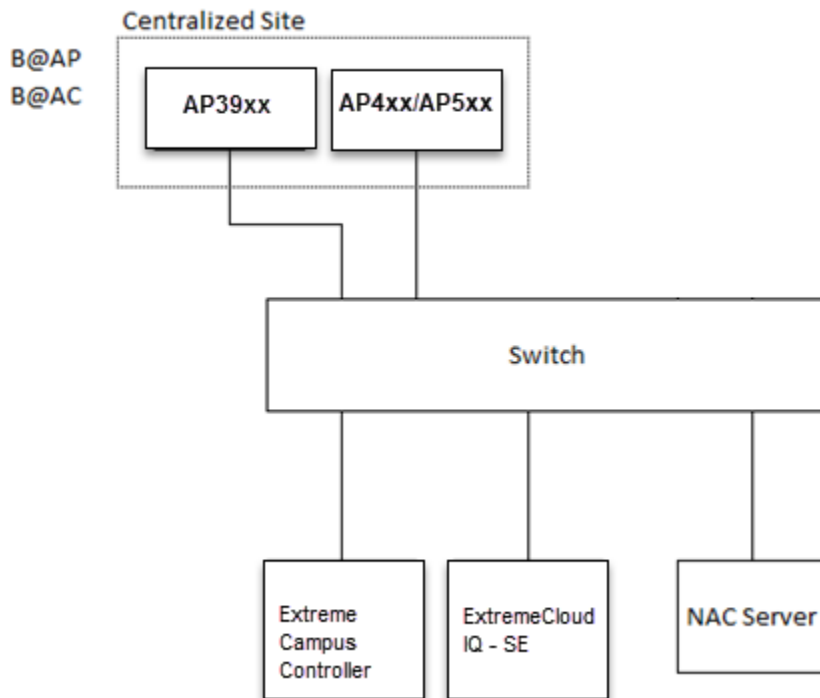 Centralized Site
B@AP
B@AC
AP39xx
AP4xx/AP5xx
Switch
Extreme
Campus
Controller
ExtremeCloud
IQ - SE
NAC Server